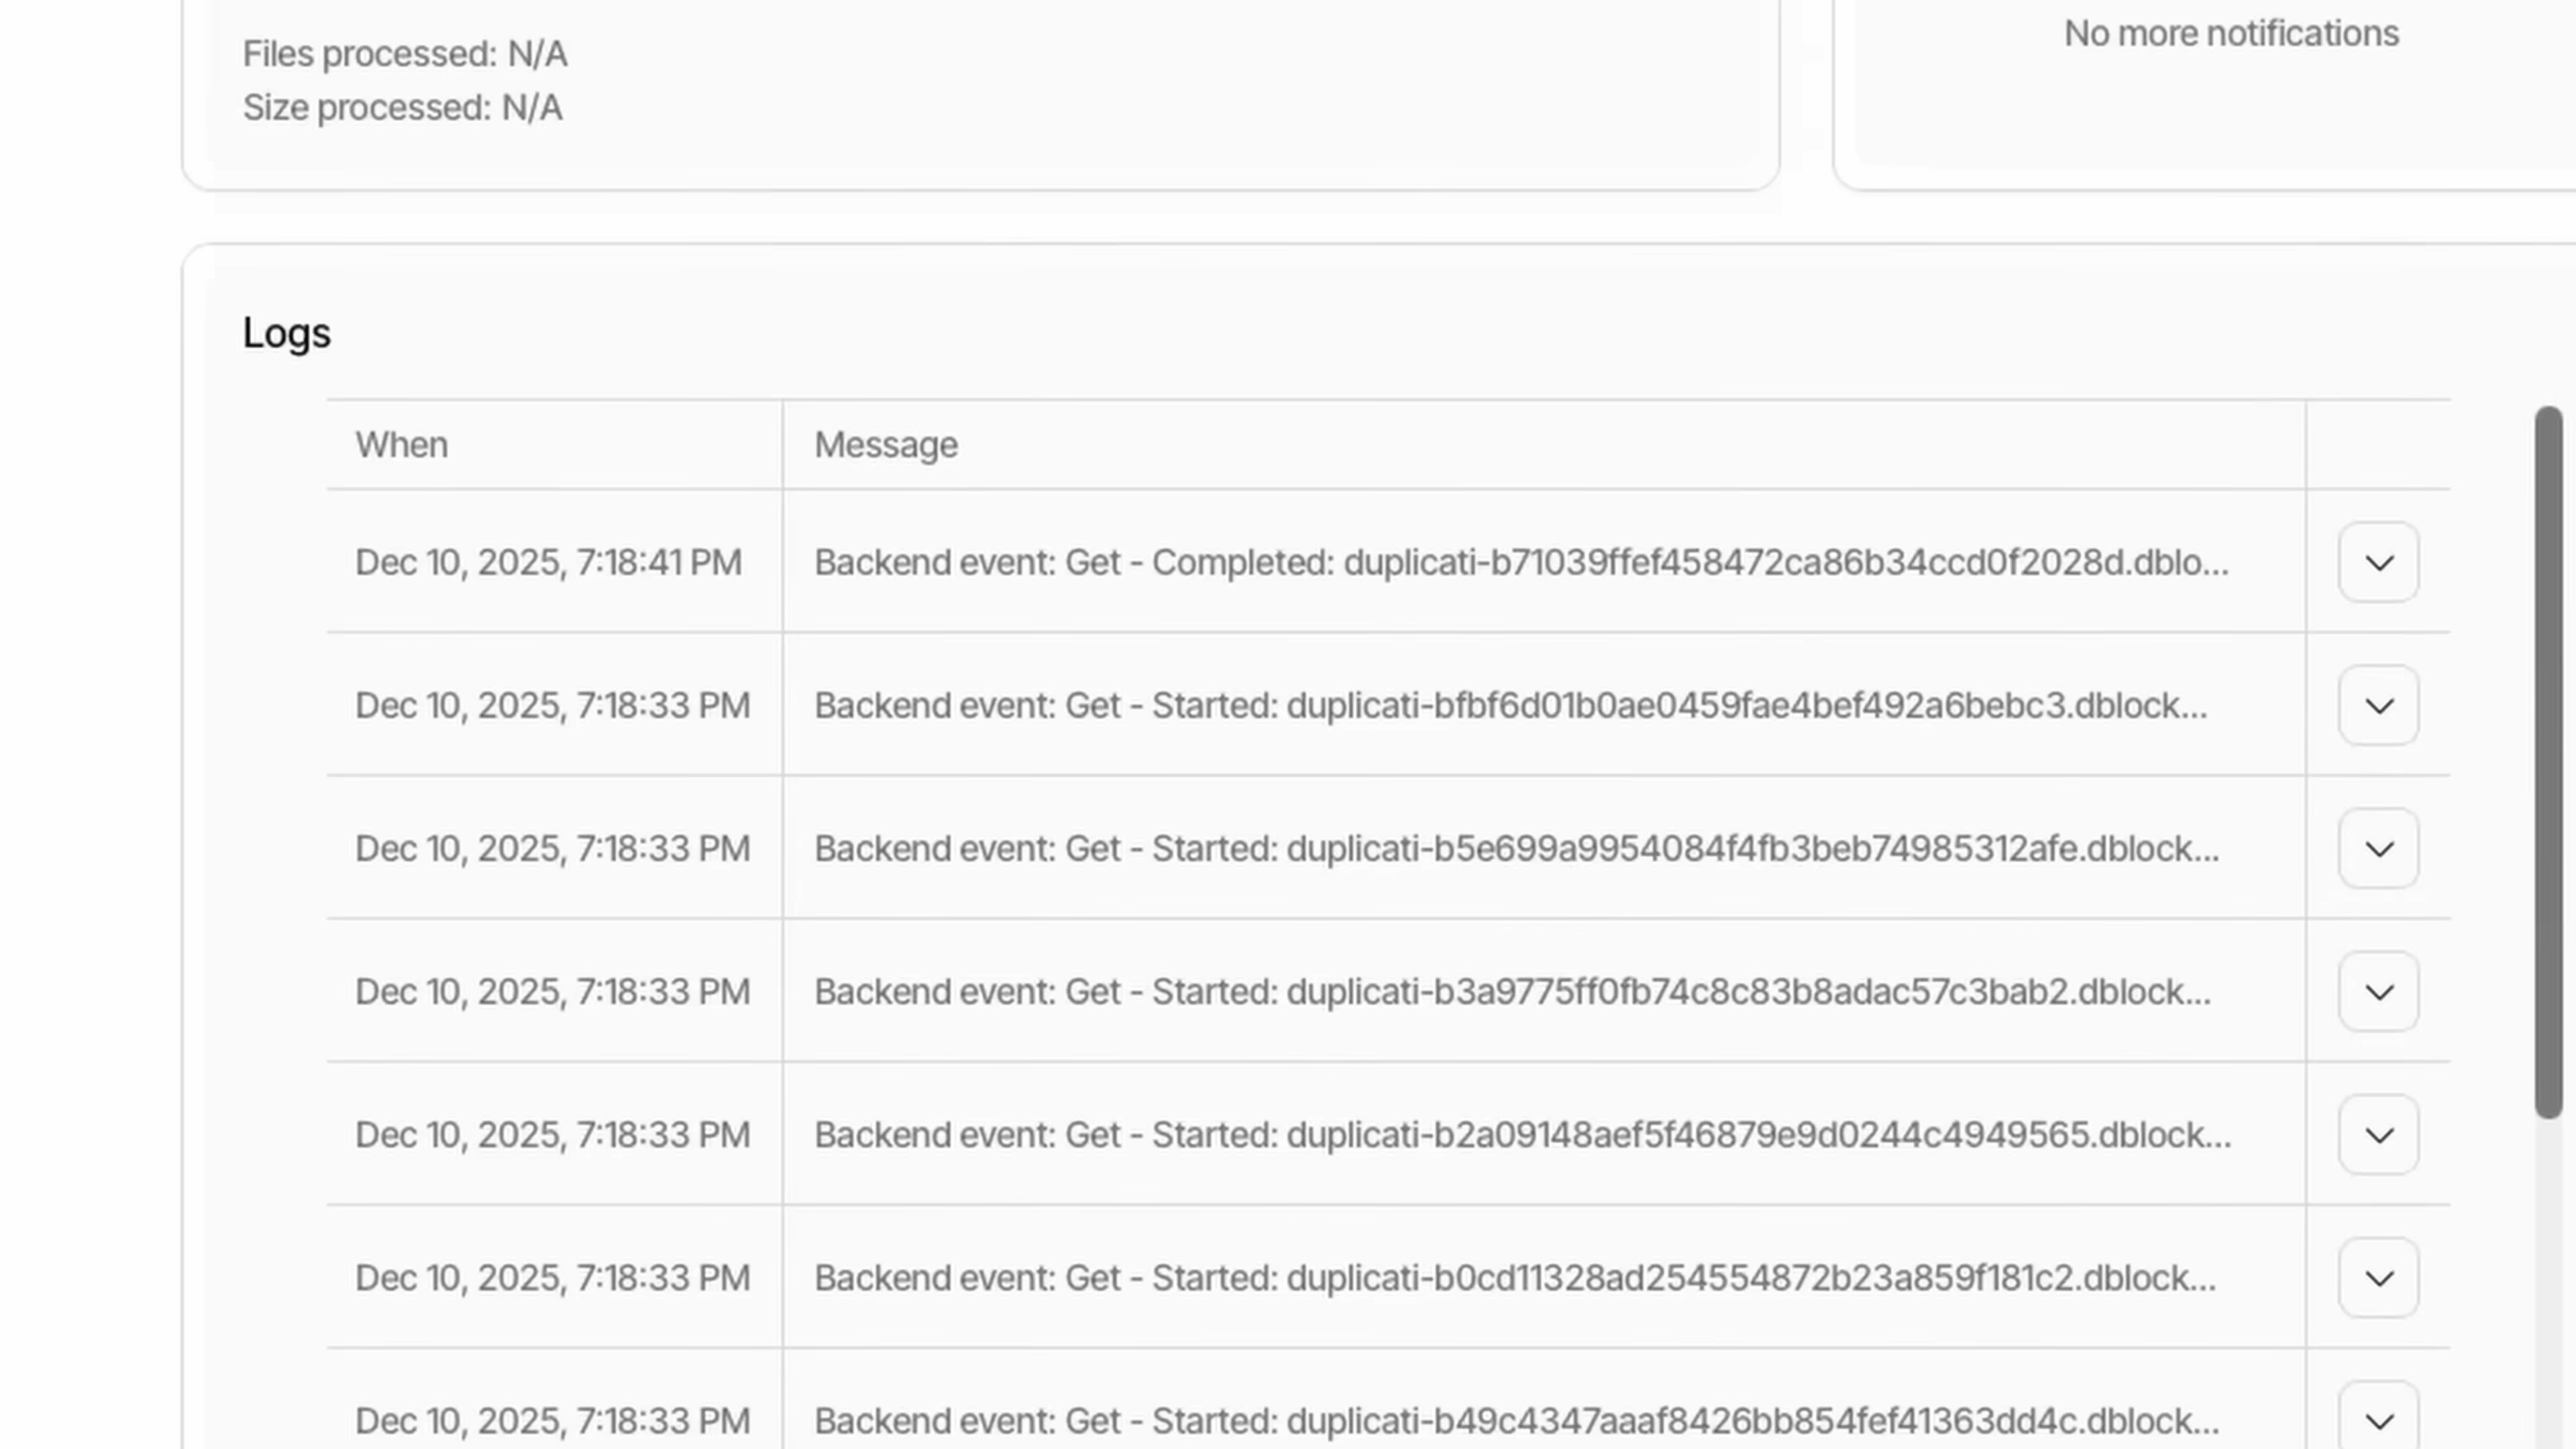 Files processed: N/A
Size processed: N/A
No more notifications
Logs
When Message
Dec 10, 2025, 7:18:41 PM Backend event: Get - Completed: duplicati-b71039ffef458472ca86b34ccd0f2028d.dblo...
Dec 10, 2025, 7:18:33 PM Backend event: Get - Started: duplicati-bfbf6d01b0ae0459fae4bef492a6bebc3.dblock...
Dec 10, 2025, 7:18:33 PM Backend event: Get - Started: duplicati-b5e699a9954084f4fb3beb74985312afe.dblock...
Dec 10, 2025, 7:18:33 PM Backend event: Get - Started: duplicati-b3a9775ff0fb74c8c83b8adac57c3bab2.dblock...
Dec 10, 2025, 7:18:33 PM Backend event: Get - Started: duplicati-b2a09148aef5f46879e9d0244c4949565.dblock...
Dec 10, 2025, 7:18:33 PM Backend event: Get - Started: duplicati-b0cd11328ad254554872b23a859f181c2.dblock...
Dec 10, 2025, 7:18:33 PM Backend event: Get - Started: duplicati-b49c4347aaaf8426bb854fef41363dd4c.dblock...